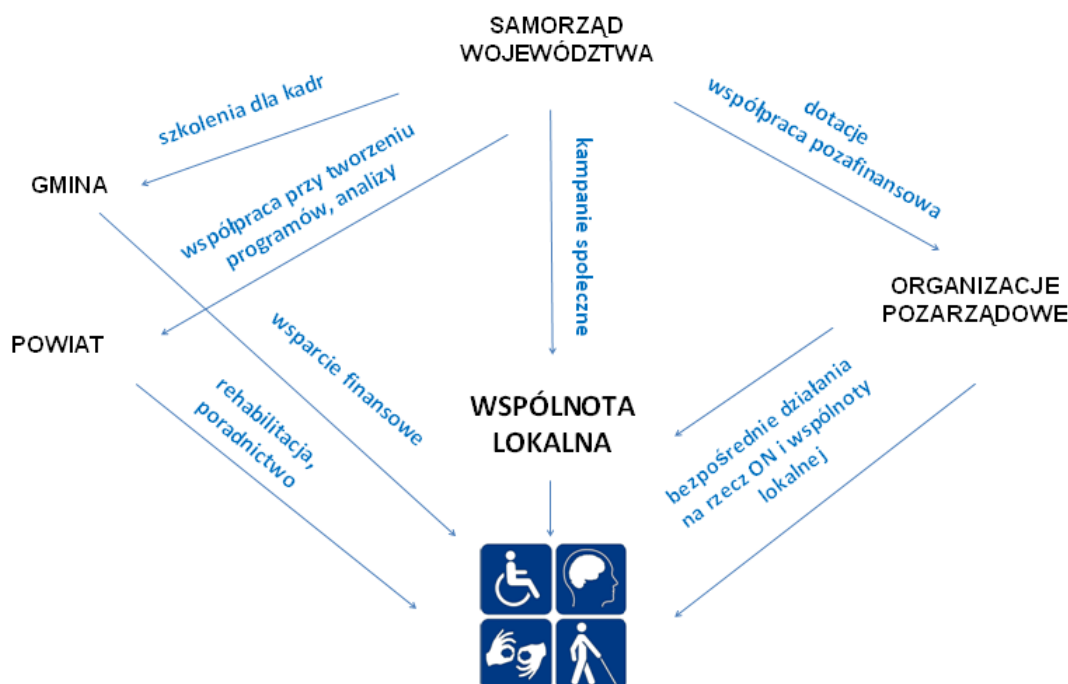 SAMORZĄD
WOJEWÓDZTWA
szkolenia dla kadr
dotacje
współpraca pozafinansowa
GMINA
współpraca przy tworzeniu
programów, analizy
kampanie społeczne
ORGANIZACJE
POZARZĄDOWE
POWIAT
wsparcie finansowe
rehabilitacja,
poradnictwo
WSPÓLNOTA
LOKALNA
bezpośrednie działania
na rzecz ON i wspólnoty
lokalnej